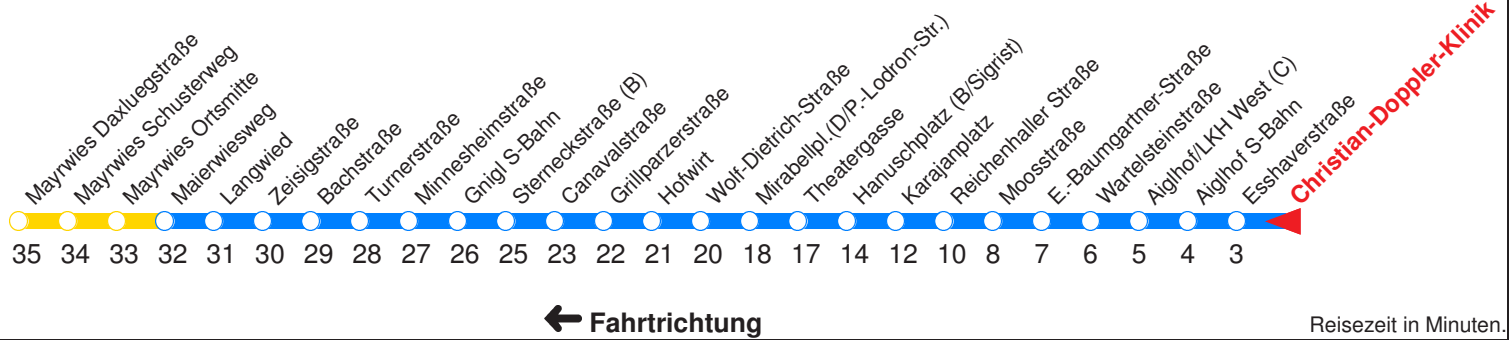 Mayrwies Daxluegstraße
Mayrwies Schusterweg
Mayrwies Ortsmitte
Maierwiesweg
Langwied
Zeisigstraße
Bachstraße
Turnerstraße
Minnesheimstraße
Gnigl S-Bahn
Sterneckstraße (B)
Canavalstraße
Grillparzerstraße
Hofwirt
Wolf-Dietrich-Straße
Mirabellpl.(D/P.-Lodron-Str.)
Theatergasse
Hanuschplatz (B/Sigrist)
Karajanplatz
Reichenhaller Straße
Moosstraße
E.-Baumgartner-Straße
Wartelsteinstraße
Aiglhof/LKH West (C)
Aiglhof S-Bahn
Esshaverstraße
Christian-Doppler-Klinik
35 34 33 32 31 30 29 28 27 26 25 23 22 21 20 18 17 14 12 10 8 7 6 5 4 3
Fahrtrichtung
Reisezeit in Minuten.